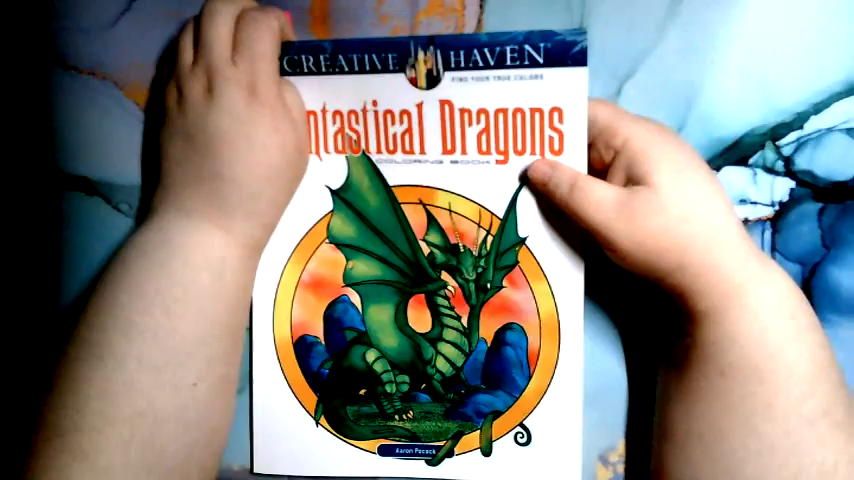 CREATIVE HAVEN
FIND YOUR TRUE COLORS
ntastical Dragons
COLORING BOOK
Aaron Pocock